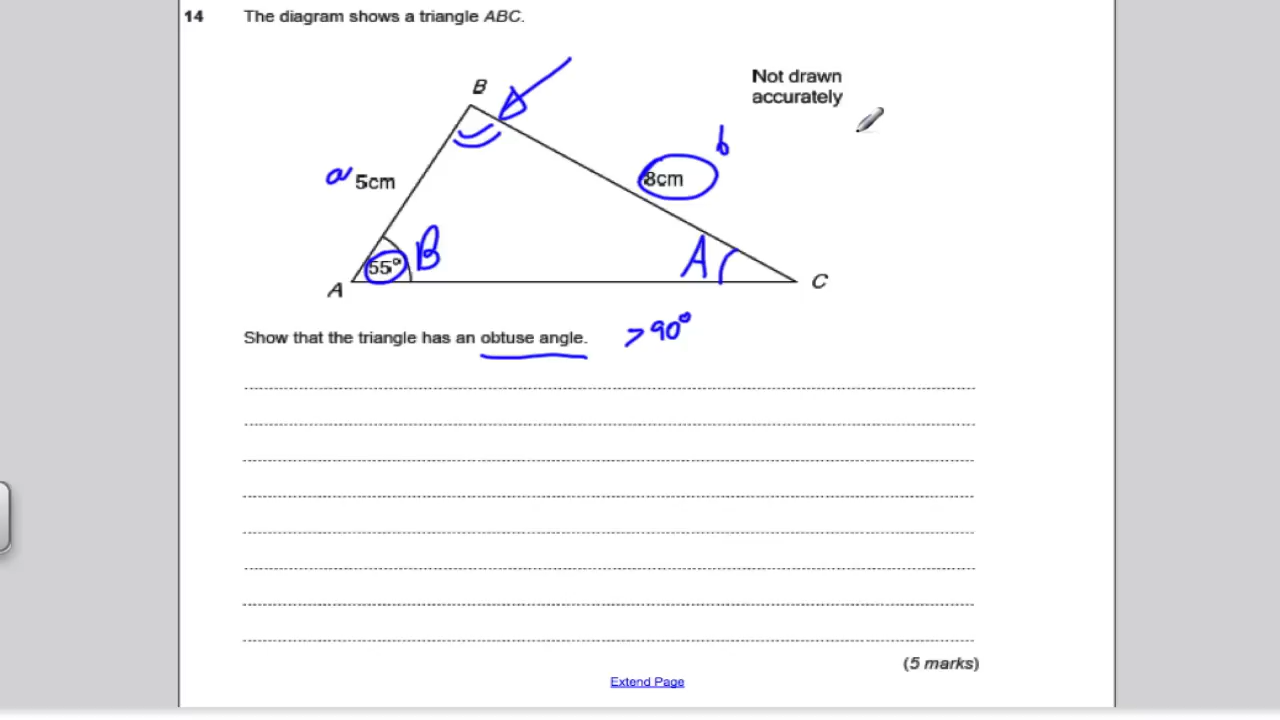 14 The diagram shows a triangle ABC.
B
Not drawn
accurately
b
a 5cm
8cm
55° B
A
A
C
Show that the triangle has an obtuse angle. >90°
(5 marks)
Extend Page